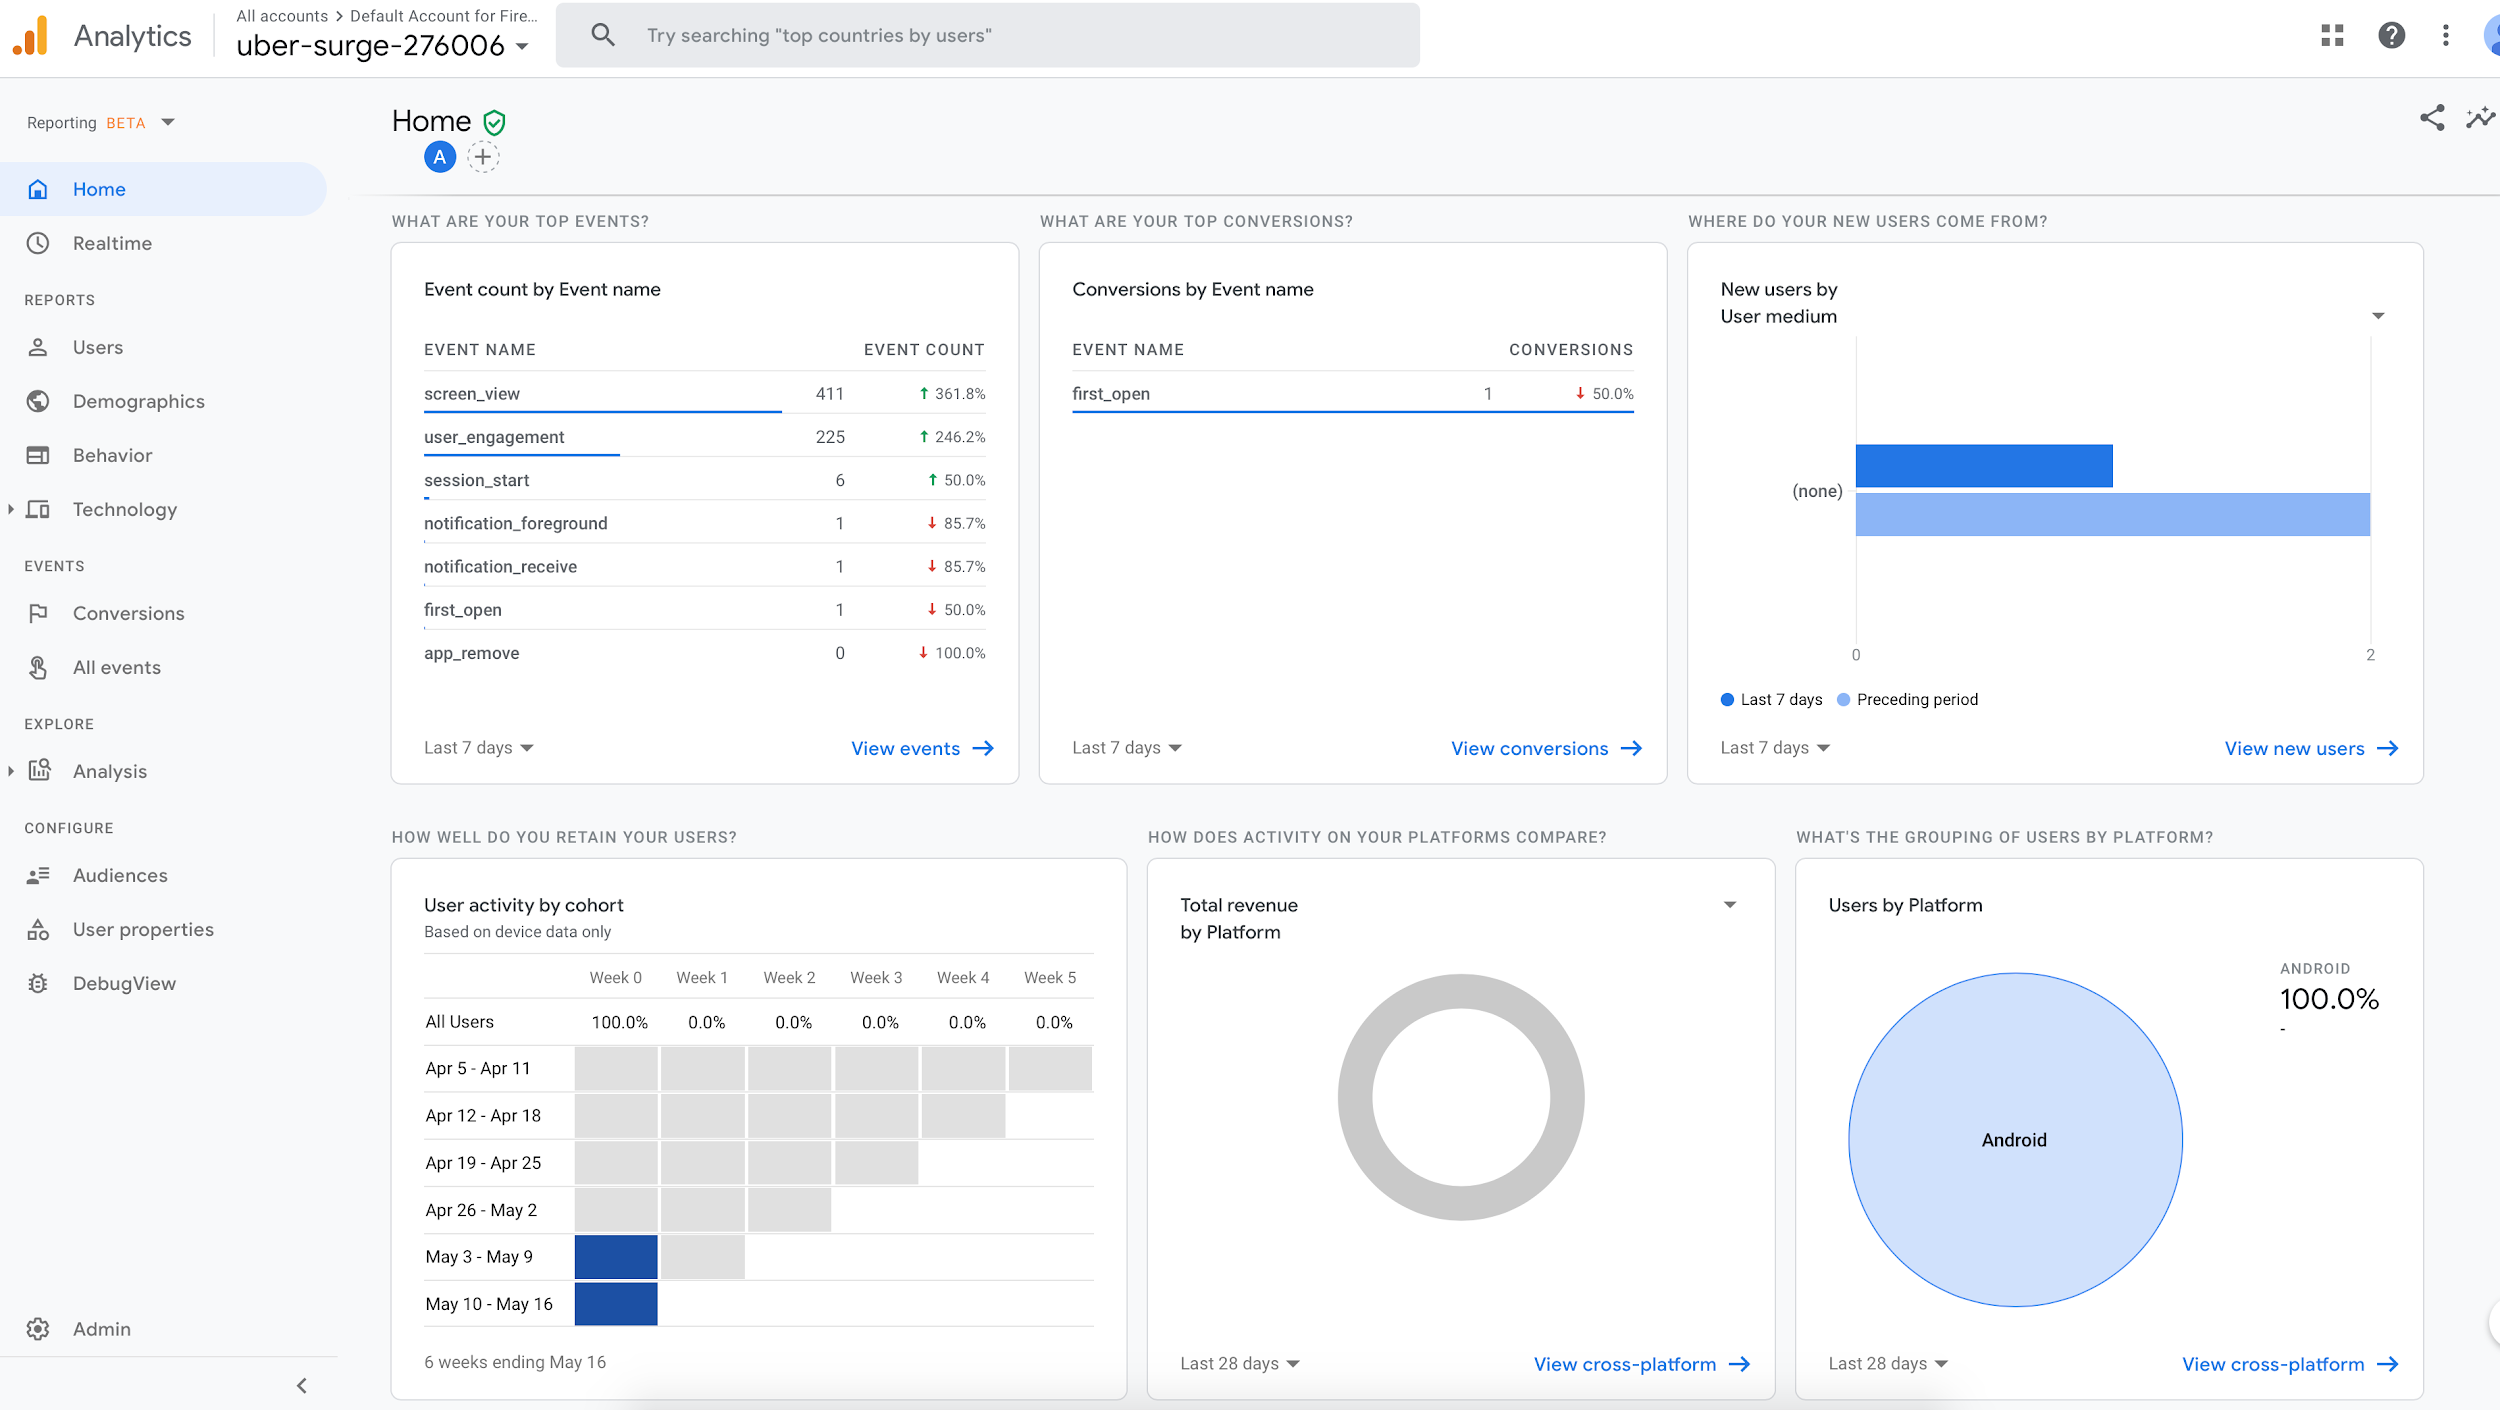 Analytics
All accounts > Default Account for Fire...
uber-surge-276006
Try searching "top countries by users"
Reporting BETA
Home
Realtime
REPORTS
Users
Demographics
Behavior
Technology
EVENTS
Conversions
All events
EXPLORE
Analysis
CONFIGURE
Audiences
User properties
DebugView
Admin
Home
A
WHAT ARE YOUR TOP EVENTS?
Event count by Event name
EVENT NAME EVENT COUNT
screen_view 411 ↑ 361.8%
user_engagement 225 ↑ 246.2%
session_start 6 ↑ 50.0%
notification_foreground 1 ↓ 85.7%
notification_receive 1 ↓ 85.7%
first_open 1 ↓ 50.0%
app_remove 0 ↓ 100.0%
Last 7 days View events →
WHAT ARE YOUR TOP CONVERSIONS?
Conversions by Event name
EVENT NAME CONVERSIONS
first_open 1 ↓ 50.0%
Last 7 days View conversions →
WHERE DO YOUR NEW USERS COME FROM?
New users by
User medium
(none)
0 2
Last 7 days Preceding period
Last 7 days View new users →
HOW WELL DO YOU RETAIN YOUR USERS?
User activity by cohort
Based on device data only
Week 0 Week 1 Week 2 Week 3 Week 4 Week 5
All Users 100.0% 0.0% 0.0% 0.0% 0.0% 0.0%
Apr 5 - Apr 11
Apr 12 - Apr 18
Apr 19 - Apr 25
Apr 26 - May 2
May 3 - May 9
May 10 - May 16
6 weeks ending May 16
HOW DOES ACTIVITY ON YOUR PLATFORMS COMPARE?
Total revenue
by Platform
Last 28 days View cross-platform →
WHAT'S THE GROUPING OF USERS BY PLATFORM?
Users by Platform
ANDROID
100.0%
-
Android
Last 28 days View cross-platform →